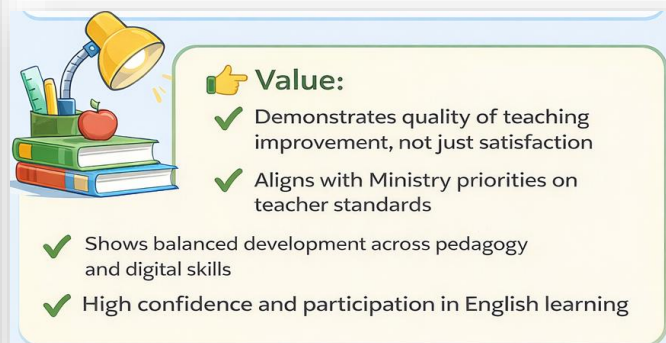 Value:
Demonstrates quality of teaching
improvement, not just satisfaction
Aligns with Ministry priorities on
teacher standards
Shows balanced development across pedagogy
and digital skills
High confidence and participation in English learning